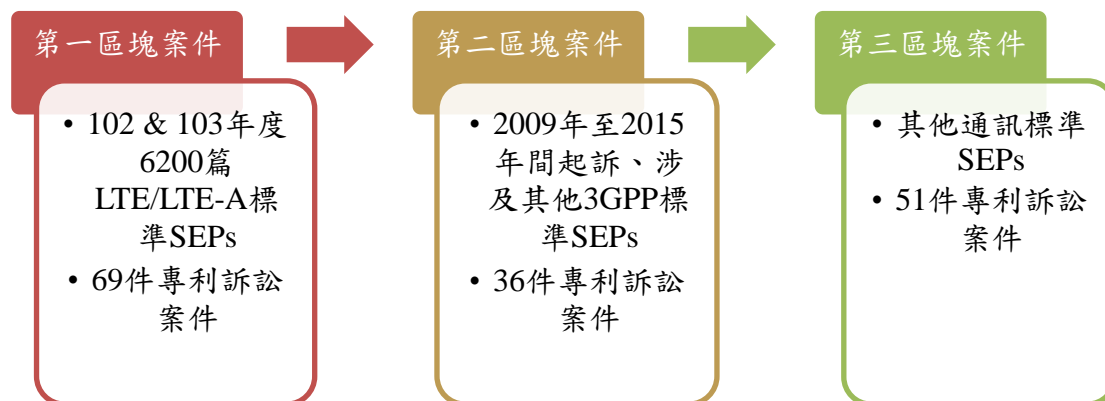 第一區塊案件
• 102 & 103年度
6200篇
LTE/LTE-A標
準SEPs
• 69件專利訴訟
案件
第二區塊案件
• 2009年至2015
年間起訴、涉
及其他3GPP標
準SEPs
• 36件專利訴訟
案件
第三區塊案件
• 其他通訊標準
SEPs
• 51件專利訴訟
案件